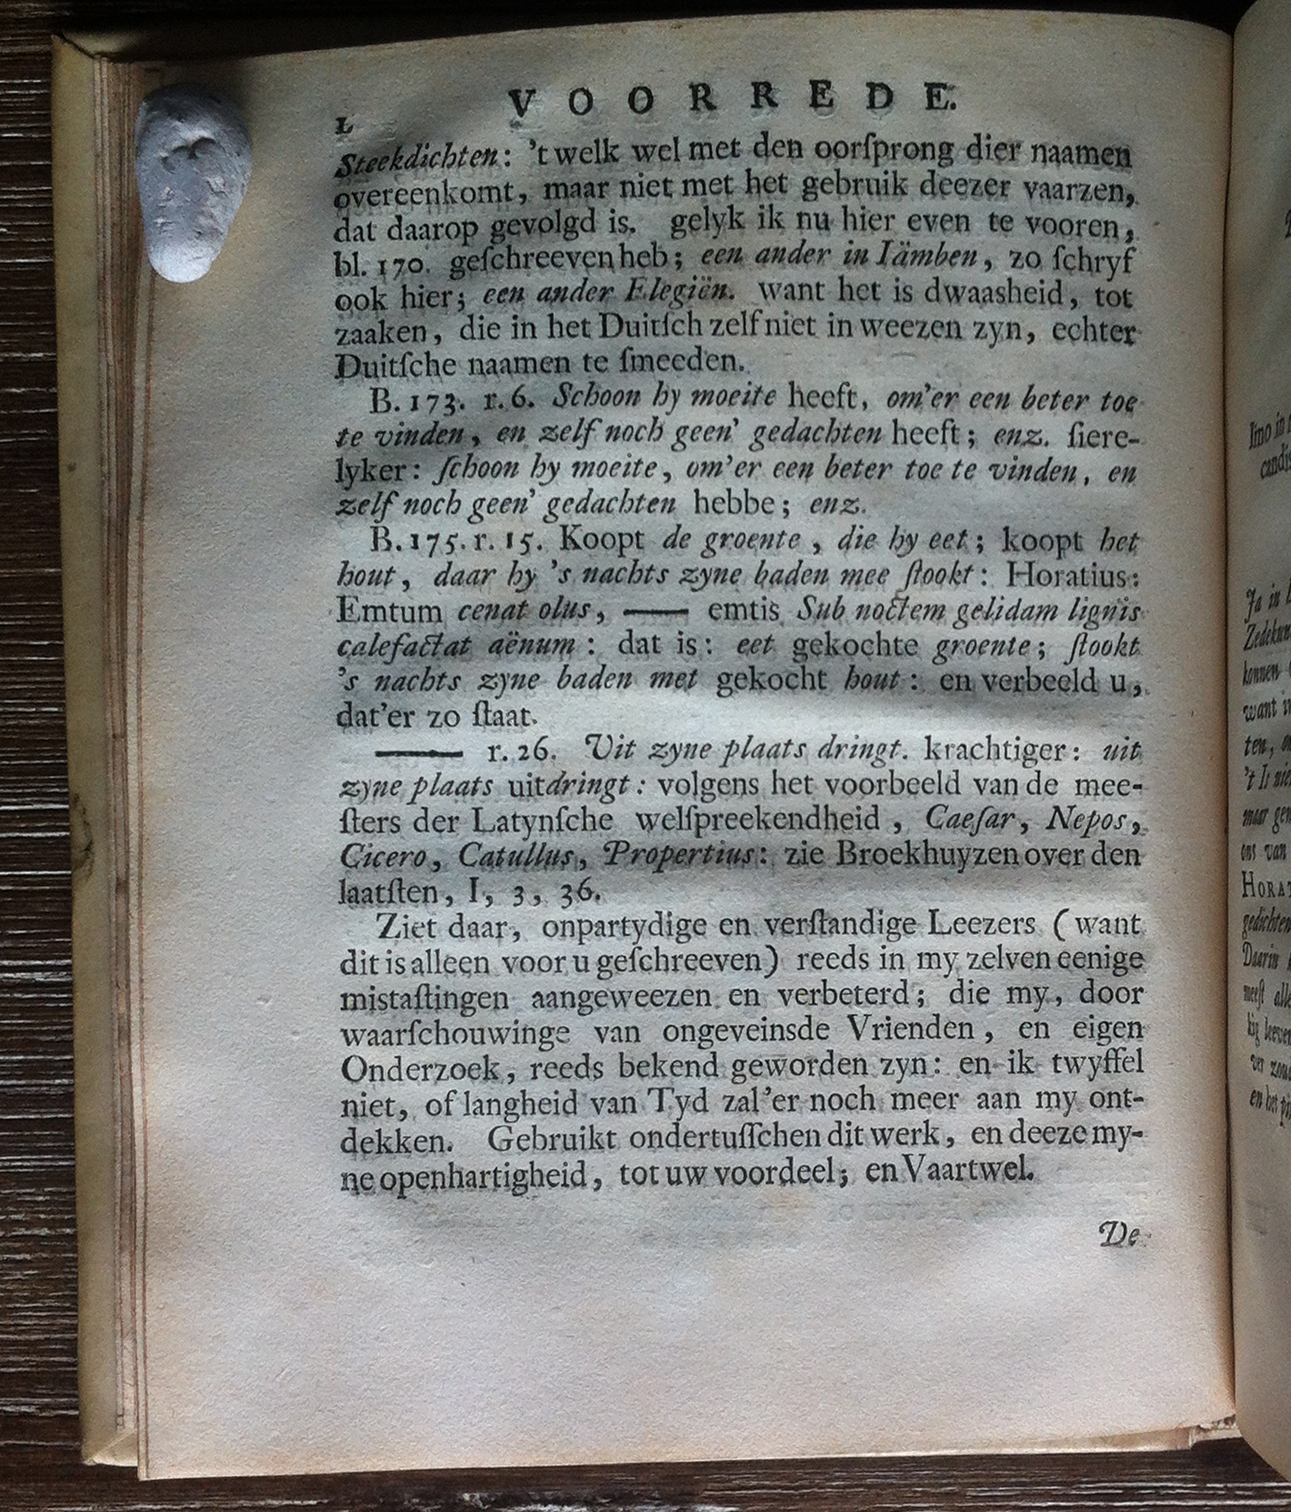 VOORREDE.
L
Steekdichten: 't welk wel met den oorſprong dier naamen
overeenkomt, maar niet met het gebruik deezer vaarzen,
dat daarop gevolgd is. gelyk ik nu hier even te vooren,
bl. 170. geſchreeven heb; een ander in Iämben, zo ſchryf
ook hier; een ander Elegiën. want het is dwaasheid, tot
zaaken, die in het Duitſch zelf niet in weezen zyn, echter
Duitſche naamen te ſmeeden.
B. 173. r. 6. Schoon hy moeite heeft, om'er een beter toe
te vinden, en zelf noch geen' gedachten heeft; enz. ſiere-
lyker: ſchoon hy moeite, om'er een beter toe te vinden, en
zelf noch geen' gedachten hebbe; enz.
B. 175. r. 15. Koopt de groente, die hy eet; koopt het
hout, daar hy 's nachts zyne baden mee ſtookt: Horatius:
Emtum cenat olus, —— emtis Sub noctem gelidam lignis
calefactat aënum: dat is: eet gekochte groente; ſtookt
's nachts zyne baden met gekocht hout: en verbeeld u,
dat'er zo ſtaat.
—— r. 26. Uit zyne plaats dringt. krachtiger: uit
zyne plaats uitdringt: volgens het voorbeeld van de mee-
ſters der Latynſche welſpreekendheid, Caeſar, Nepos,
Cicero, Catullus, Propertius: zie Broekhuyzen over den
laatſten, I, 3, 36.
Ziet daar, onpartydige en verſtandige Leezers (want
dit is alleen voor u geſchreeven) reeds in my zelven eenige
mistaſtingen aangeweezen en verbeterd; die my, door
waarſchouwinge van ongeveinsde Vrienden, en eigen
Onderzoek, reeds bekend geworden zyn: en ik twyffel
niet, of langheid van Tyd zal'er noch meer aan my ont-
dekken. Gebruikt ondertuſſchen dit werk, en deeze my-
ne openhartigheid, tot uw voordeel; en Vaartwel.
De